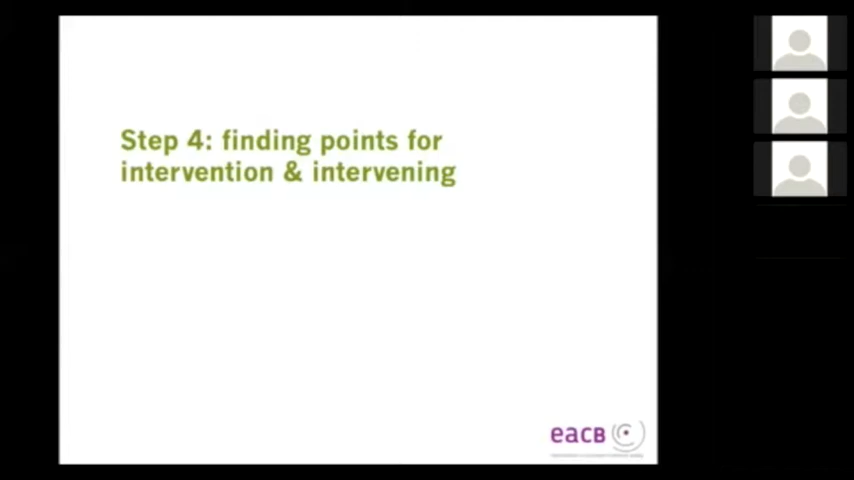 Step 4: finding points for
intervention & intervening
eacB